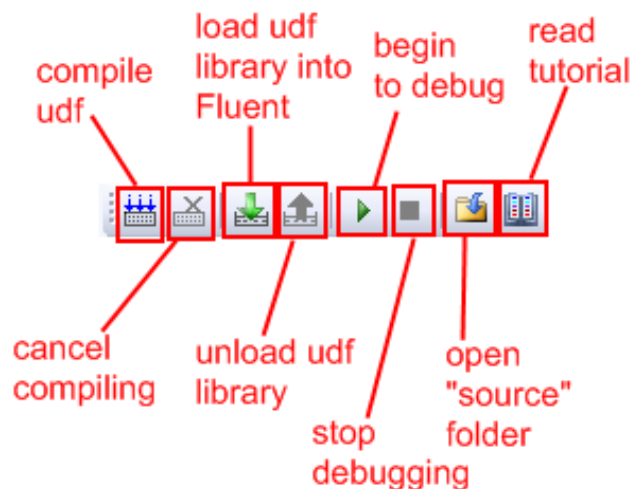 compile
udf
load udf
library into
Fluent
begin
to debug
read
tutorial
cancel
compiling
unload udf
library
stop
debugging
open
"source"
folder